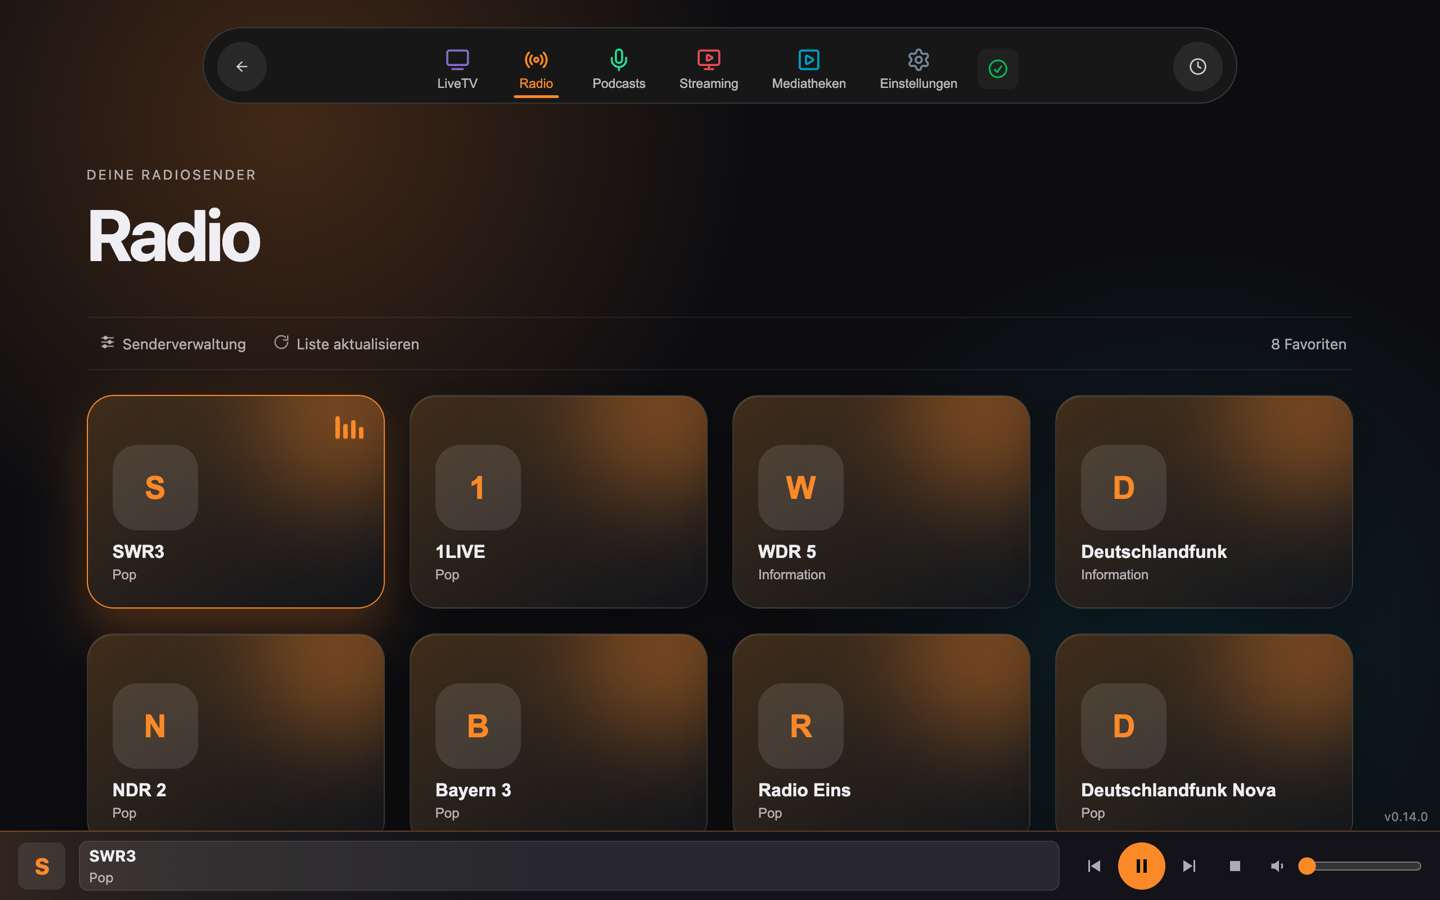 LiveTV
Radio
Podcasts
Streaming
Mediatheken
Einstellungen
DEINE RADIOSENDER
Radio
Senderverwaltung
Liste aktualisieren
8 Favoriten
S
SWR3
Pop
1
1LIVE
Pop
W
WDR 5
Information
D
Deutschlandfunk
Information
N
NDR 2
Pop
B
Bayern 3
Pop
R
Radio Eins
Pop
D
Deutschlandfunk Nova
Pop
v0.14.0
S
SWR3
Pop